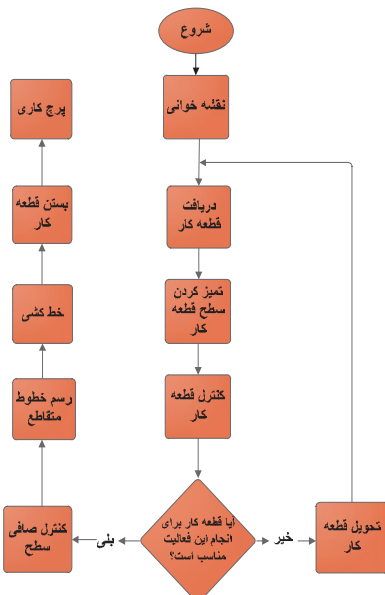 شروع
نقشه خوانی
دریافت
قطعه کار
تمیز کردن
سطح قطعه
کار
کنترل قطعه
کار
آیا قطعه کار برای
انجام این فعالیت
مناسب است؟
خیر
تحویل قطعه
کار
بلی
کنترل صافی
سطح
رسم خطوط
متقاطع
خط کشی
بستن قطعه
کار
پرچ کاری